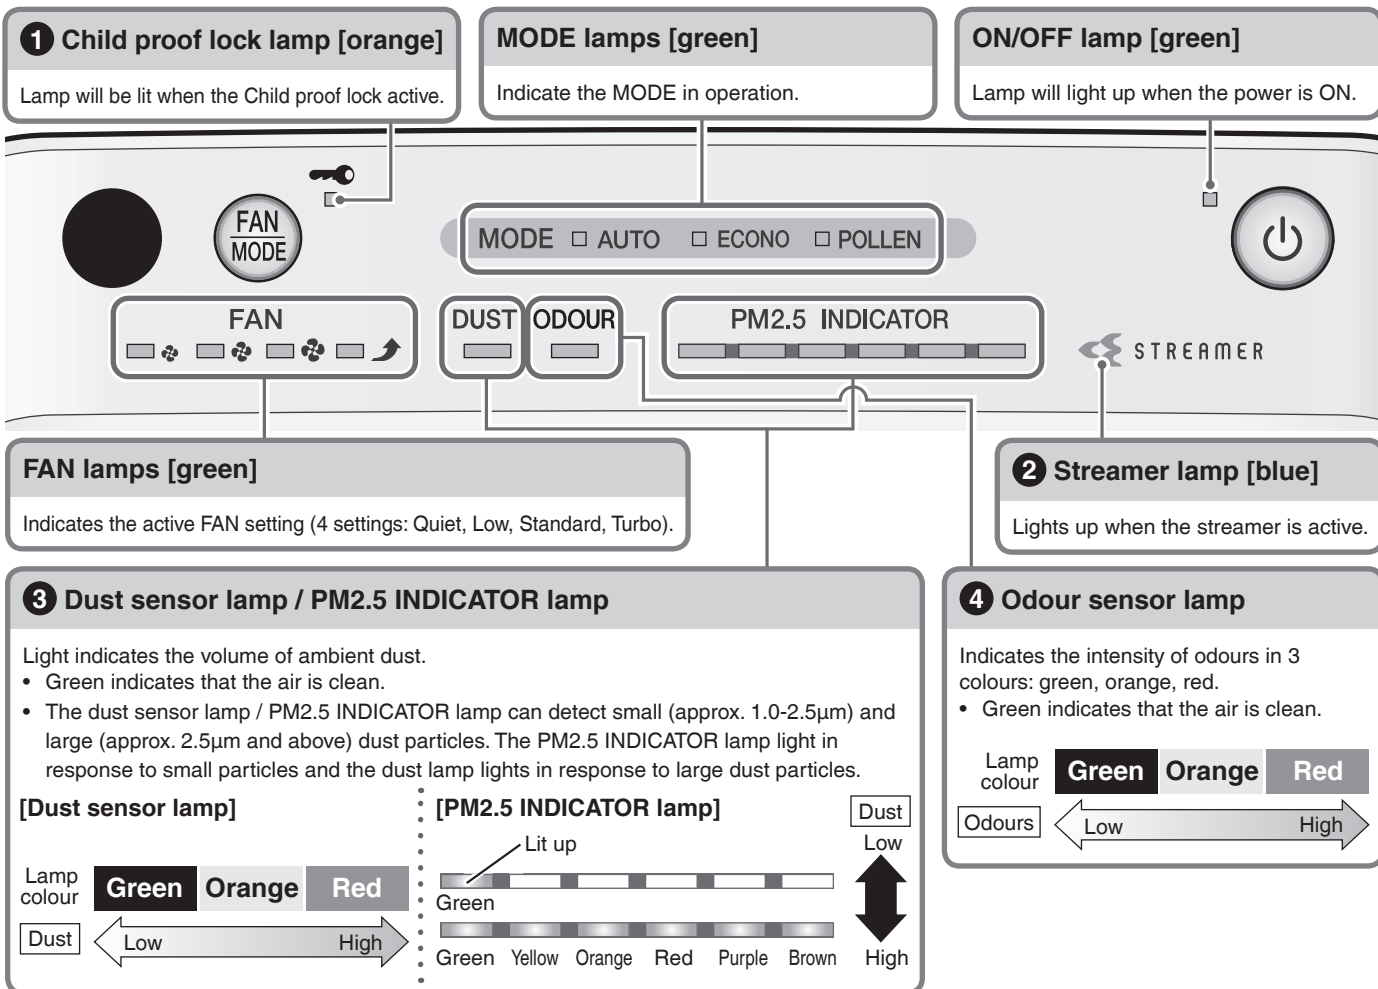 1 Child proof lock lamp [orange]
Lamp will be lit when the Child proof lock active.
MODE lamps [green]
Indicate the MODE in operation.
ON/OFF lamp [green]
Lamp will light up when the power is ON.
FAN
MODE
MODE AUTO ECONO POLLEN
FAN
DUST
ODOUR
PM2.5 INDICATOR
STREAMER
FAN lamps [green]
Indicates the active FAN setting (4 settings: Quiet, Low, Standard, Turbo).
2 Streamer lamp [blue]
Lights up when the streamer is active.
3 Dust sensor lamp / PM2.5 INDICATOR lamp
Light indicates the volume of ambient dust.
• Green indicates that the air is clean.
• The dust sensor lamp / PM2.5 INDICATOR lamp can detect small (approx. 1.0-2.5μm) and
large (approx. 2.5μm and above) dust particles. The PM2.5 INDICATOR lamp light in
response to small particles and the dust lamp lights in response to large dust particles.
[Dust sensor lamp]
Lamp
colour
Green Orange Red
Dust
Low High
[PM2.5 INDICATOR lamp]
Lit up
Green
Green Yellow Orange Red Purple Brown
Dust
Low
High
4 Odour sensor lamp
Indicates the intensity of odours in 3
colours: green, orange, red.
• Green indicates that the air is clean.
Lamp
colour
Green Orange Red
Odours
Low High